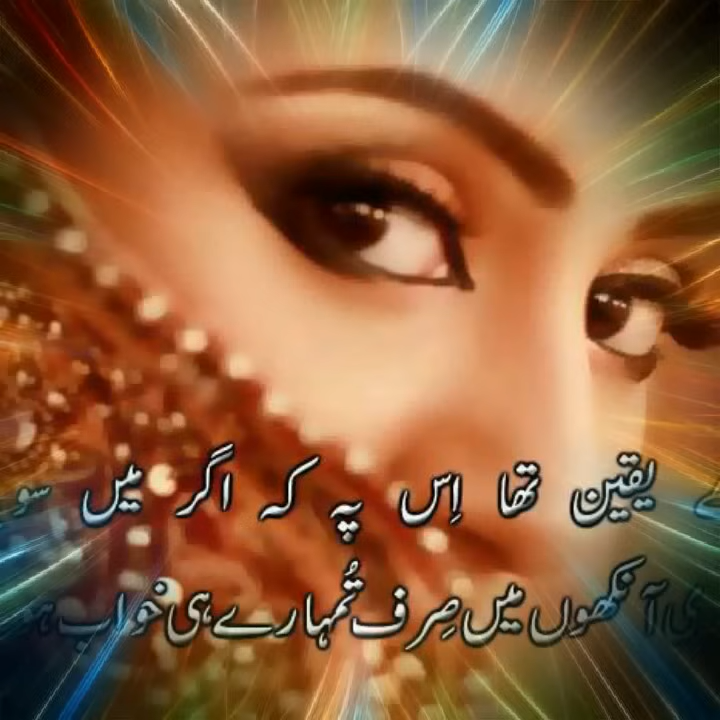 یقین تھا اِس پہ کہ اگر میں
آنکھوں میں صِرف تُمہارے ہی خواب